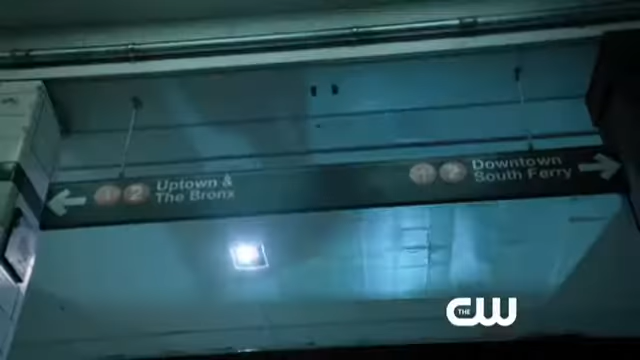 1 2 Uptown &
The Bronx
1 2 Downtown
South Ferry
THE CW